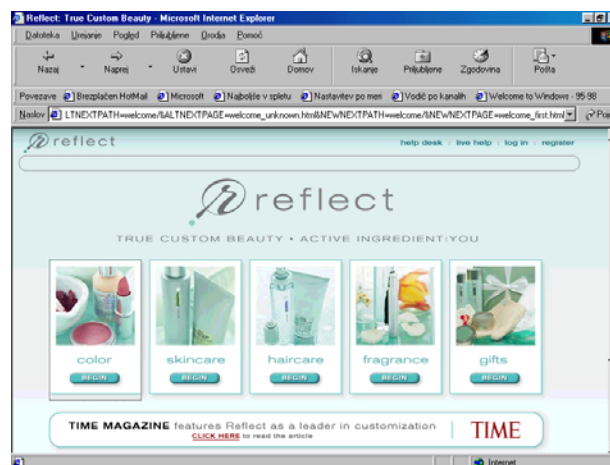 Reflect: True Custom Beauty - Microsoft Internet Explorer
Datoteka Urejanje Pogled Priljubljene Orodja Pomoč
Nazaj Naprej Ustavi Osveži Domov Iskanje Priljubljene Zgodovina Pošta
Povezave Brezplačen HotMail Microsoft Najboljše v spletu Nastavitev po meri Vodič po kanalih Welcome to Windows - 95-98
Naslov LTNEXTPATH=welcome/&ALTNEXTPAGE=welcome_unknown.html&NEWNEXTPATH=welcome/&NEWNEXTPAGE=welcome_first.html
reflect help desk : live help : log in : register
reflect
TRUE CUSTOM BEAUTY • ACTIVE INGREDIENT:YOU
color skincare haircare fragrance gifts
BEGIN BEGIN BEGIN BEGIN BEGIN
TIME MAGAZINE features Reflect as a leader in customization
CLICK HERE to read the article
TIME
Internet